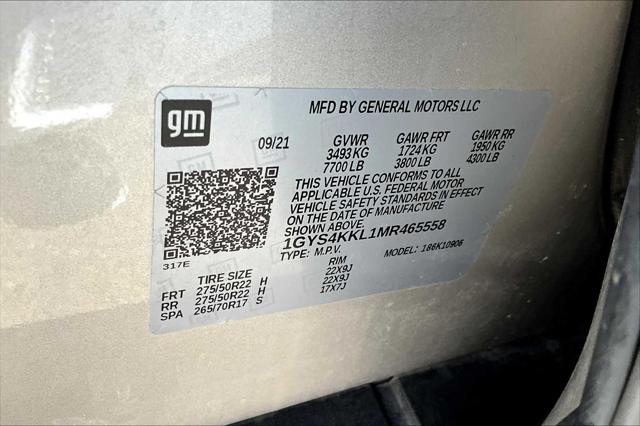 gm
MFD BY GENERAL MOTORS LLC
09/21 GVWR GAWR FRT GAWR RR
3493 KG 1724 KG 1950 KG
7700 LB 3800 LB 4300 LB
THIS VEHICLE CONFORMS TO ALL
APPLICABLE U.S. FEDERAL MOTOR
VEHICLE SAFETY STANDARDS IN EFFECT
ON THE DATE OF MANUFACTURE
SHOWN ABOVE.
1GYS4KKL1MR465558
317E
TYPE: M.P.V. MODEL: 186K10906
TIRE SIZE RIM
FRT 275/50R22 H 22X9J
RR 275/50R22 H 22X9J
SPA 265/70R17 S 17X7J